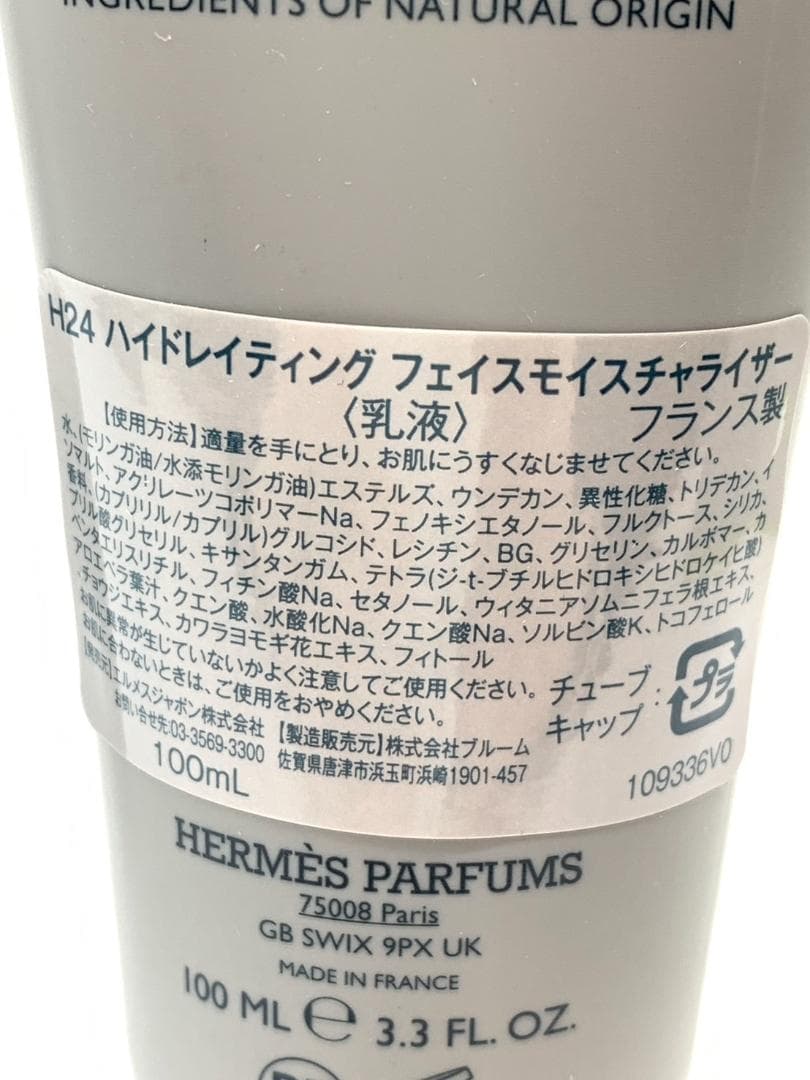 INGREDIENTS OF NATURAL ORIGIN
H24 ハイドレイティング フェイスモイスチャライザー
〈乳液〉 フランス製
【使用方法】適量を手にとり、お肌にうすくなじませてください。
水、(モリンガ油/水添モリンガ油)エステルズ、ウンデカン、異性化糖、トリデカン、イ
ソマルト、アクリレーツコポリマーNa、フェノキシエタノール、フルクトース、シリカ、
香料、(カプリリル/カプリル)グルコシド、レシチン、BG、グリセリン、カルボマー、カ
プリル酸グリセリル、キサンタンガム、テトラ(ジ-t-ブチルヒドロキシヒドロケイヒ酸)
ペンタエリスリチル、フィチン酸Na、セタノール、ウィタニアソムニフェラ根エキス、
アロエベラ葉汁、クエン酸、水酸化Na、クエン酸Na、ソルビン酸K、トコフェロール
チョウジエキス、カワラヨモギ花エキス、フィトール
お肌に異常が生じていないかよく注意してご使用ください。
お肌に合わないときは、ご使用をおやめください。
チューブ
キャップ : プラ
【発売元】エルメスジャポン株式会社 【製造販売元】株式会社ブルーム
お問い合せ先:03-3569-3300 佐賀県唐津市浜玉町浜崎1901-457
100mL 109336V0
HERMÈS PARFUMS
75008 Paris
GB SWIX 9PX UK
MADE IN FRANCE
100 ML ℮ 3.3 FL. OZ.